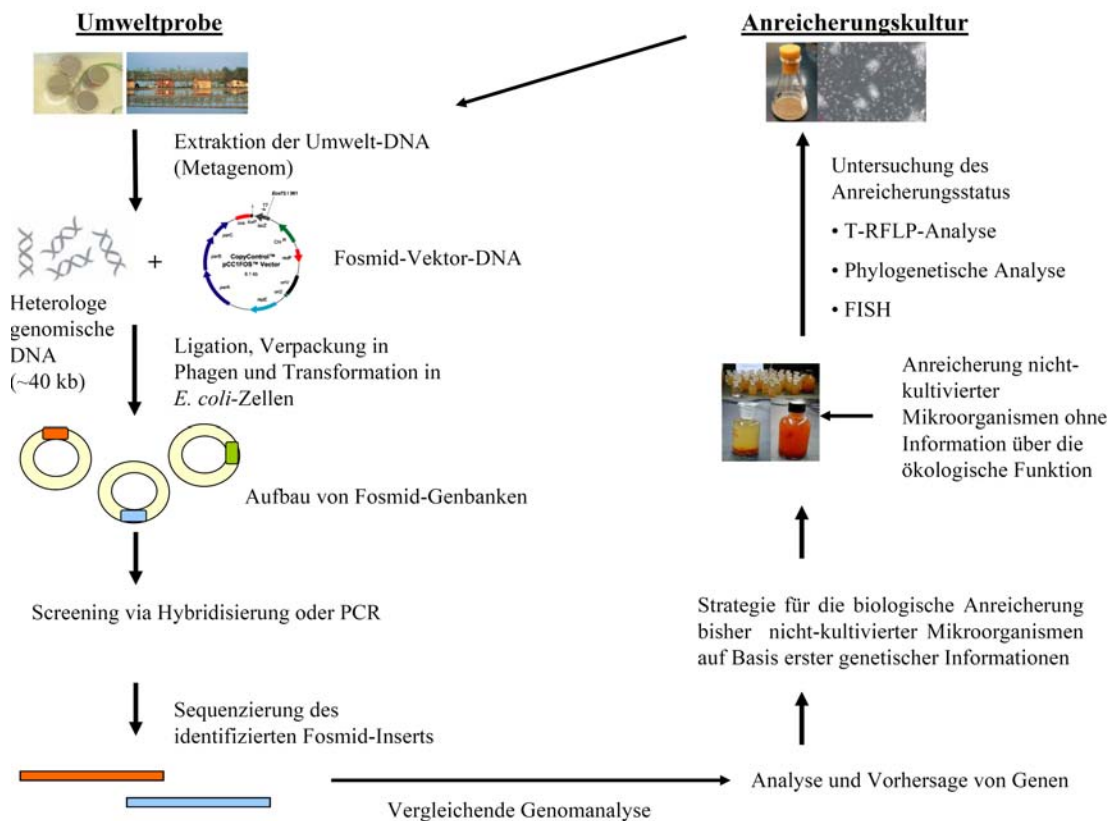 Umweltprobe
Anreicherungskultur
Extraktion der Umwelt-DNA
(Metagenom)
+
CopyControl™
pCC1FOS™ Vector
Fosmid-Vektor-DNA
Heterologe
genomische
DNA
(~40 kb)
Ligation, Verpackung in
Phagen und Transformation in
E. coli-Zellen
Aufbau von Fosmid-Genbanken
Screening via Hybridisierung oder PCR
Sequenzierung des
identifizierten Fosmid-Inserts
Vergleichende Genomanalyse
Analyse und Vorhersage von Genen
Strategie für die biologische Anreicherung
bisher nicht-kultivierter Mikroorganismen
auf Basis erster genetischer Informationen
Anreicherung nicht-
kultivierter
Mikroorganismen ohne
Information über die
ökologische Funktion
Untersuchung des
Anreicherungsstatus
• T-RFLP-Analyse
• Phylogenetische Analyse
• FISH